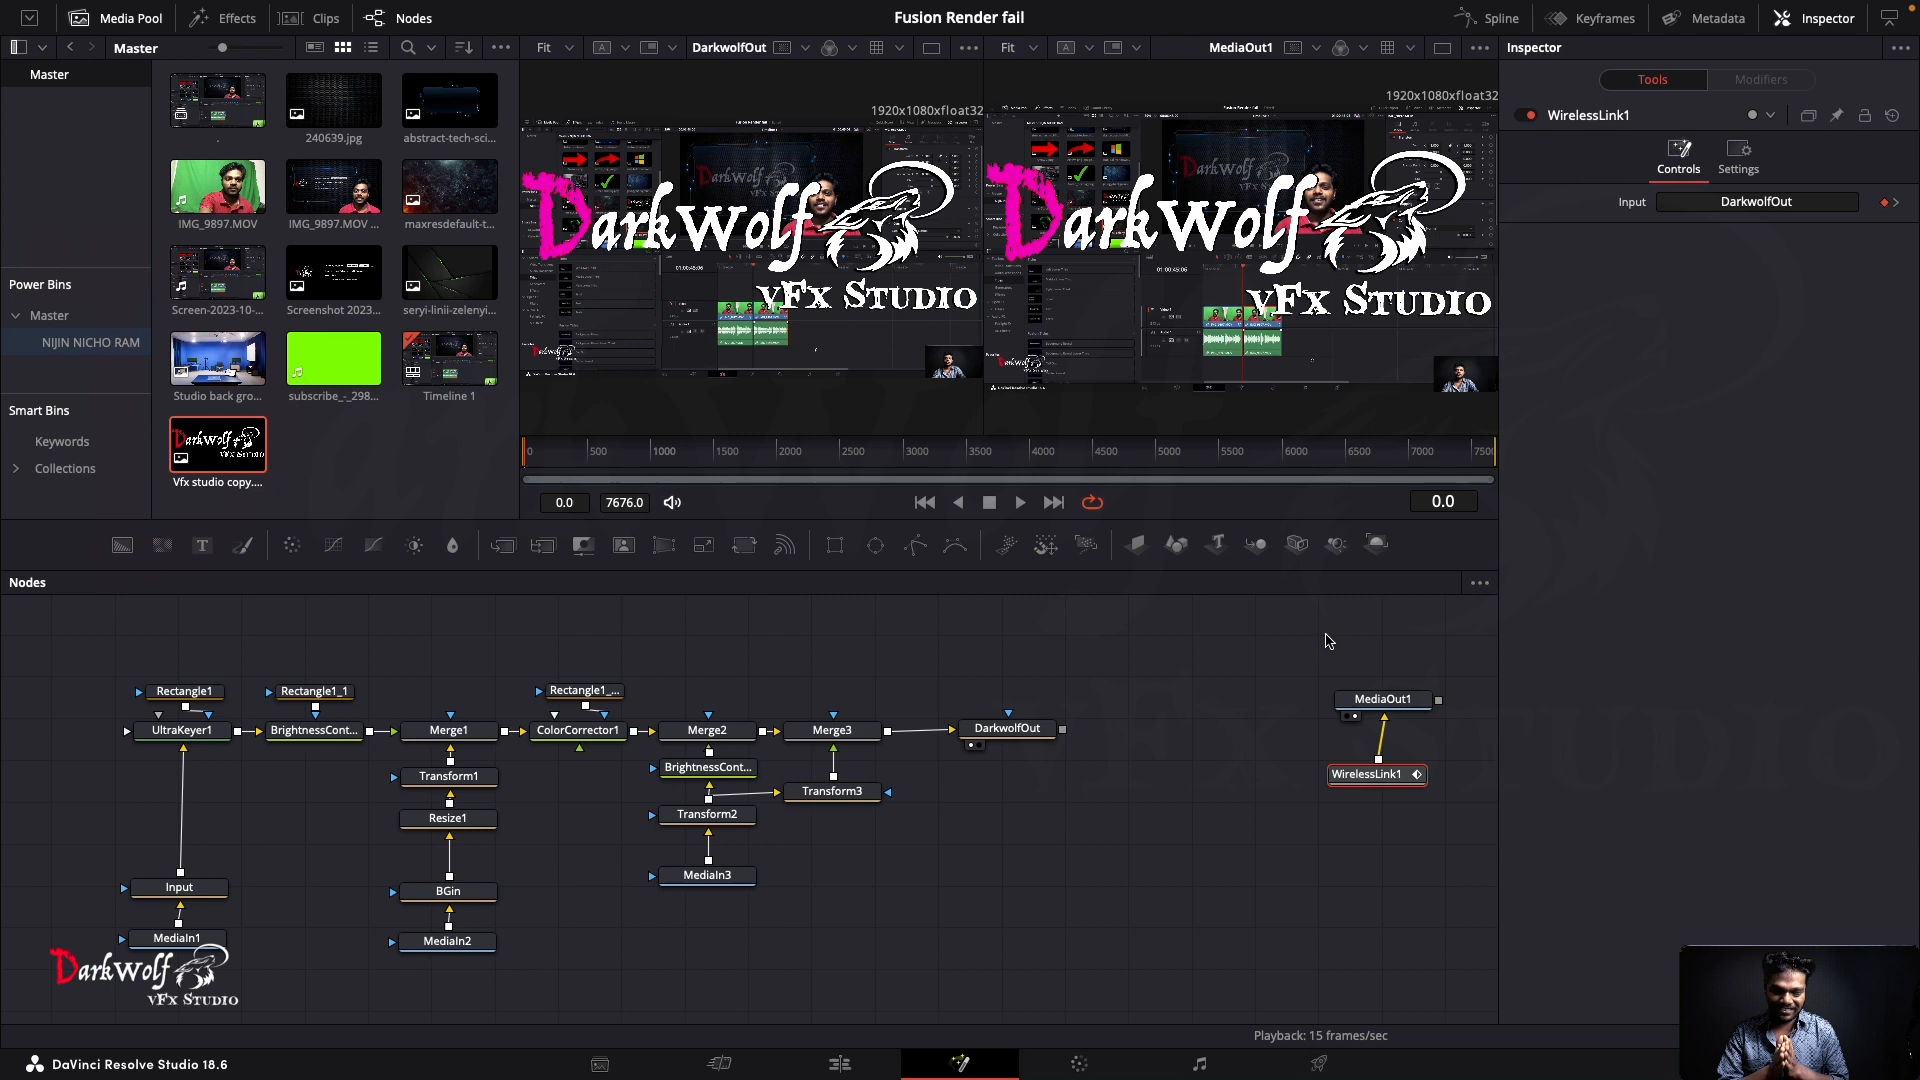 Media Pool
Effects
Clips
Nodes
Fusion Render fail
Spline
Keyframes
Metadata
Inspector
Master
Fit
DarkwolfOut
Fit
MediaOut1
Inspector
Master
Power Bins
Master
NIJIN NICHO RAM
Smart Bins
Keywords
Collections
.
240639.jpg
abstract-tech-sci...
IMG_9897.MOV
IMG_9897.MOV ...
maxresdefault-t...
Screen-2023-10-...
Screenshot 2023...
seryi-linii-zelenyi...
Studio back gro...
subscribe_-_298...
Timeline 1
Vfx studio copy....
1920x1080xfloat32
DarkWolf
vFx Studio
1920x1080xfloat32
DarkWolf
vFx Studio
0
500
1000
1500
2000
2500
3000
3500
4000
4500
5000
5500
6000
6500
7000
0.0
7676.0
0.0
Tools
Modifiers
WirelessLink1
Controls
Settings
Input
DarkwolfOut
Nodes
Rectangle1
Rectangle1_1
Rectangle1_...
UltraKeyer1
BrightnessCont...
Merge1
ColorCorrector1
Merge2
Merge3
DarkwolfOut
MediaOut1
Transform1
BrightnessCont...
Transform3
WirelessLink1
Resize1
Transform2
Input
BGin
MediaIn3
MediaIn1
MediaIn2
DarkWolf
vFx Studio
Playback: 15 frames/sec
DaVinci Resolve Studio 18.6